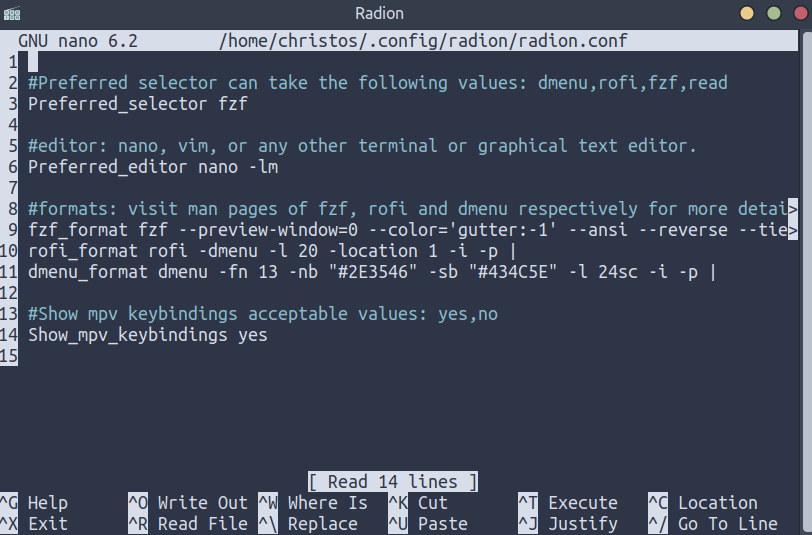 Radion
GNU nano 6.2 /home/christos/.config/radion/radion.conf
1
2 #Preferred selector can take the following values: dmenu,rofi,fzf,read
3 Preferred_selector fzf
4
5 #editor: nano, vim, or any other terminal or graphical text editor.
6 Preferred_editor nano -lm
7
8 #formats: visit man pages of fzf, rofi and dmenu respectively for more detai>
9 fzf_format fzf --preview-window=0 --color='gutter:-1' --ansi --reverse --tie>
10 rofi_format rofi -dmenu -l 20 -location 1 -i -p |
11 dmenu_format dmenu -fn 13 -nb "#2E3546" -sb "#434C5E" -l 24sc -i -p |
12
13 #Show mpv keybindings acceptable values: yes,no
14 Show_mpv_keybindings yes
15
[ Read 14 lines ]
^G Help ^O Write Out ^W Where Is ^K Cut ^T Execute ^C Location
^X Exit ^R Read File ^\ Replace ^U Paste ^J Justify ^/ Go To Line